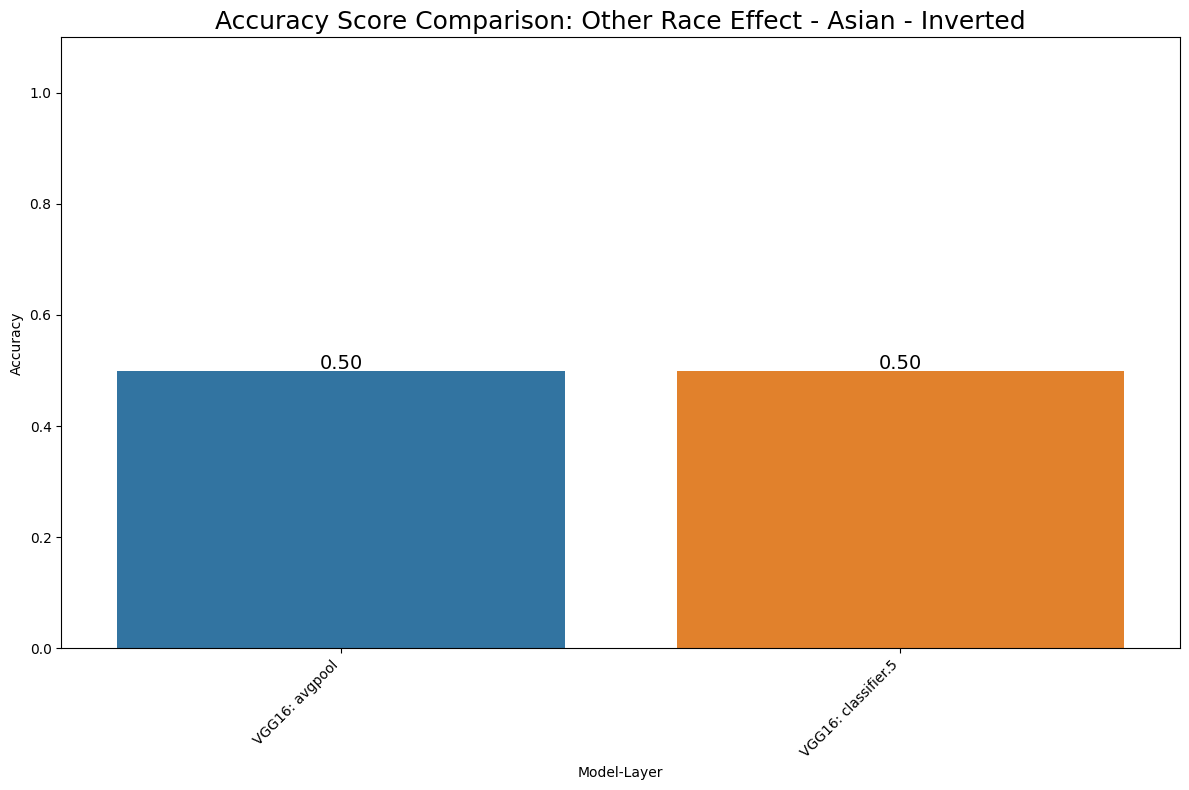 Accuracy Score Comparison: Other Race Effect - Asian - Inverted
1.0
0.8
0.6
0.4
0.2
0.0
Accuracy
0.50
0.50
VGG16: avgpool
VGG16: classifier.5
Model-Layer